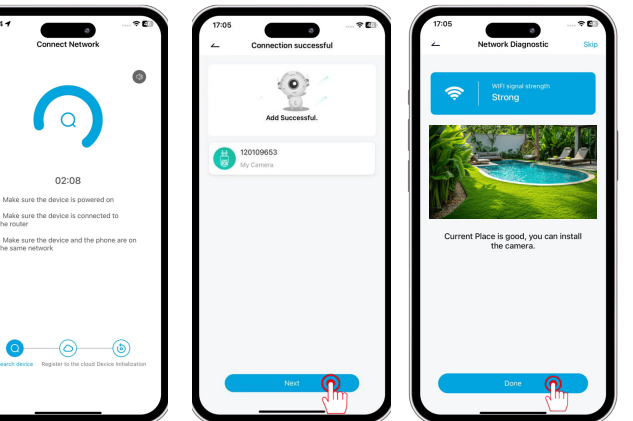 Connect Network
02:08
Make sure the device is powered on
Make sure the device is connected to
the router
Make sure the device and the phone are on
the same network
Search device Register to the cloud Device Initialization
17:05
Connection successful
Add Successful.
120109653
My Camera
Next
17:05
Network Diagnostic
Skip
WIFI signal strength
Strong
Current Place is good, you can install
the camera.
Done